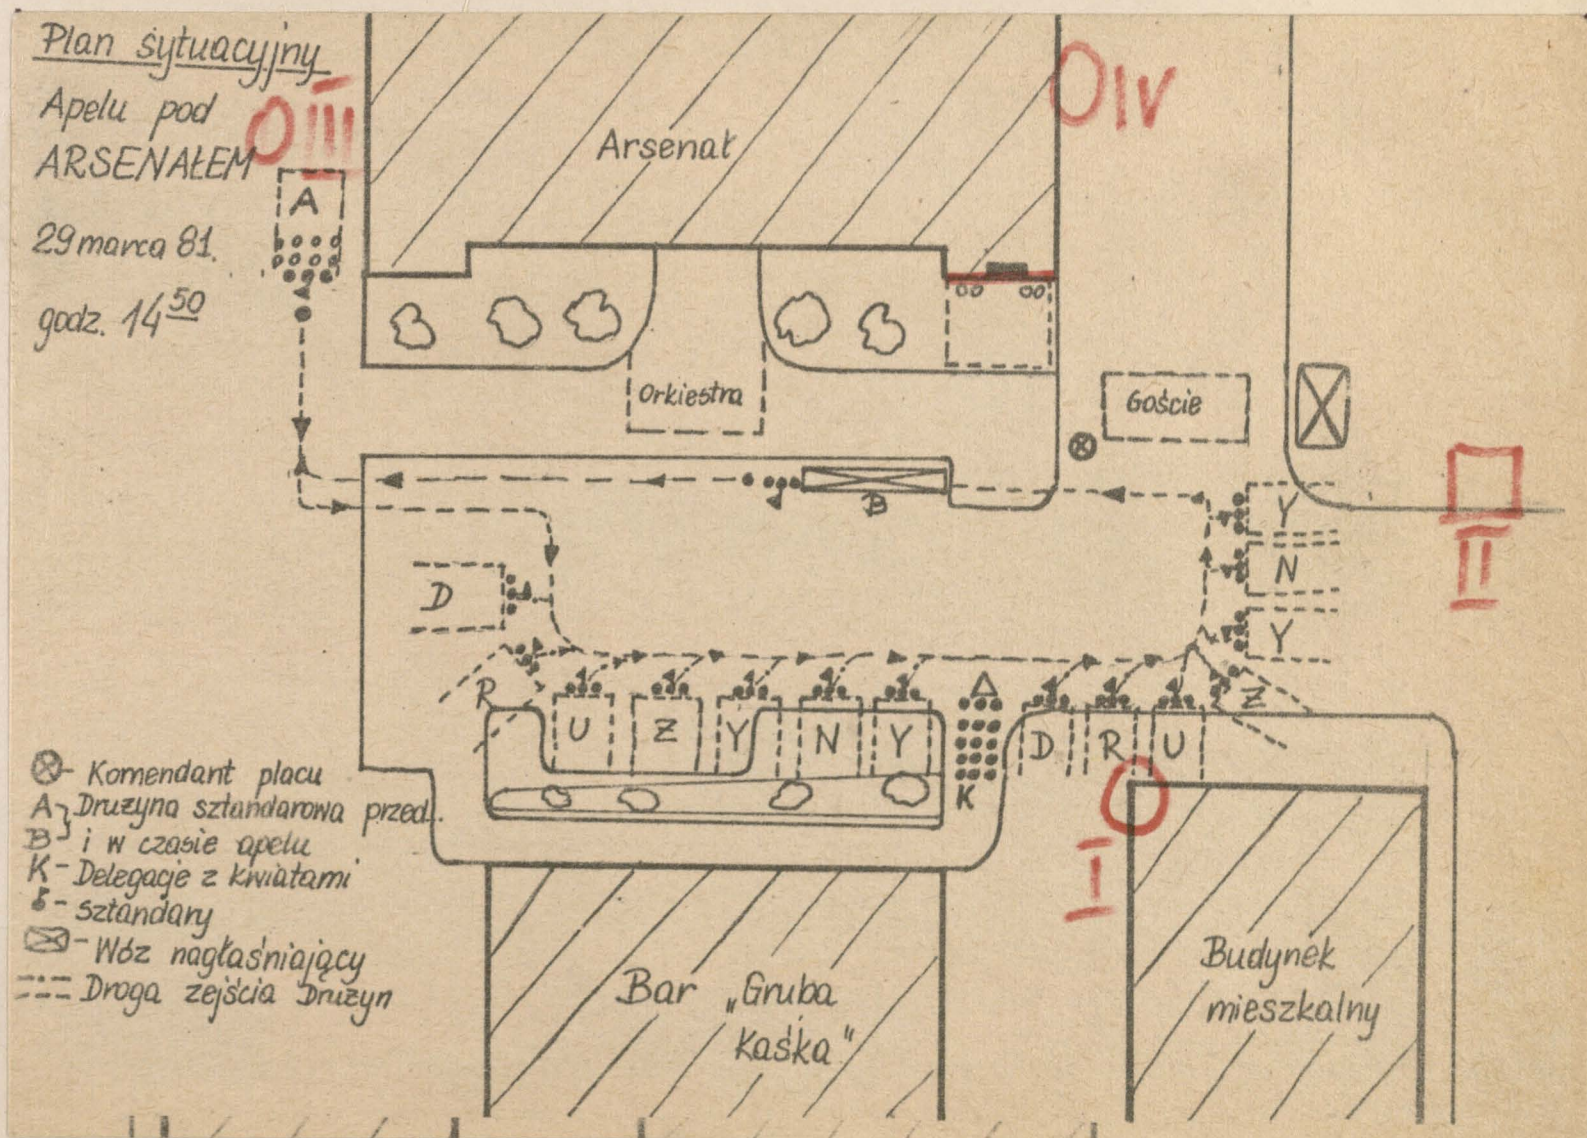 Plan sytuacyjny
Apelu pod
ARSENAŁEM
29 marca 81.
godz. 14 50
O III
O IV
A
Arsenał
Orkiestra
Goście
B
II
Y
N
Y
D
R
U
Z
Y
N
Y
K
D
R
U
Z
I
⊗ - Komendant placu
A } Drużyna sztandarowa przed
B } i w czasie apelu
K - Delegacje z kwiatami
- sztandary
- Wóz nagłaśniający
- Droga zejścia Drużyn
Bar „Gruba
Kaśka"
Budynek
mieszkalny